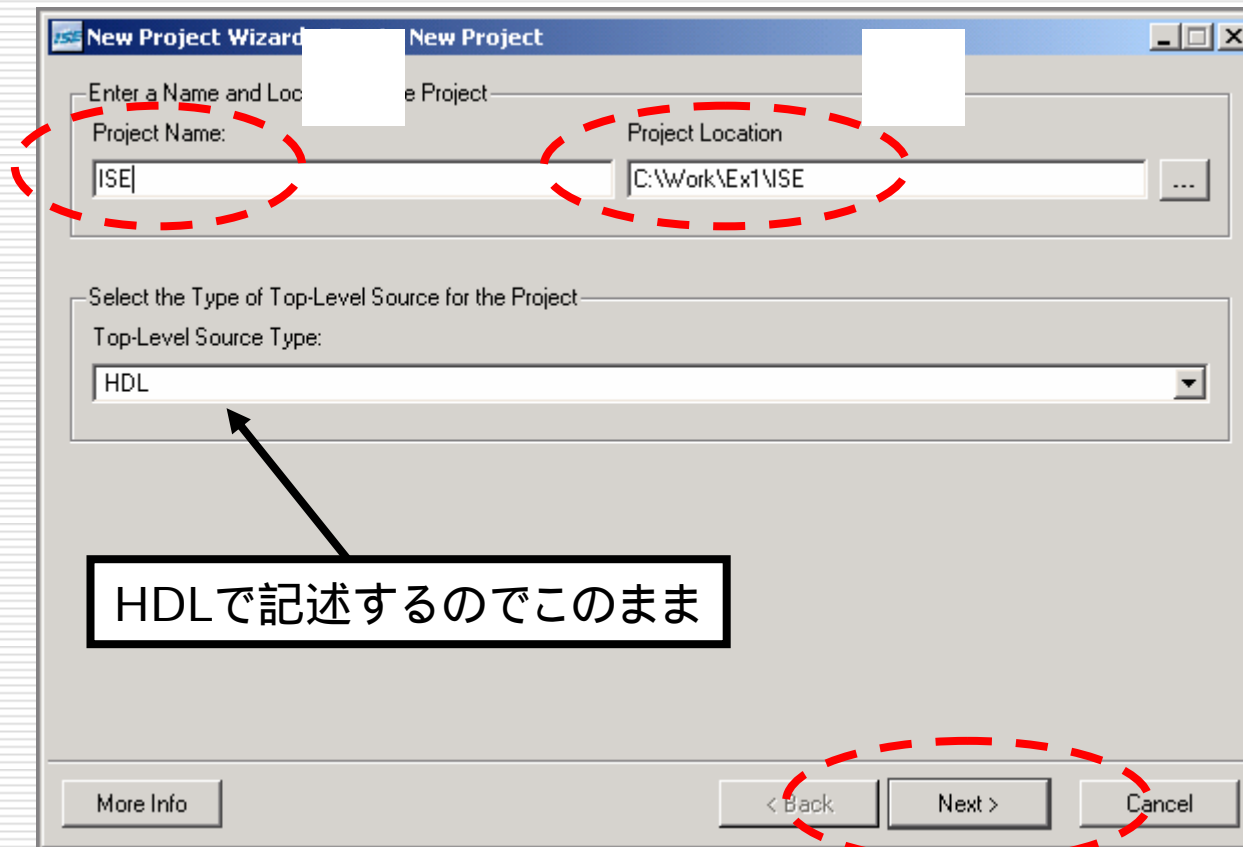 ISE New Project Wizard New Project
Enter a Name and Loc e Project
Project Name:
Project Location
ISE
C:\Work\Ex1\ISE
...
Select the Type of Top-Level Source for the Project
Top-Level Source Type:
HDL
HDLで記述するのでこのまま
More Info
< Back
Next >
Cancel